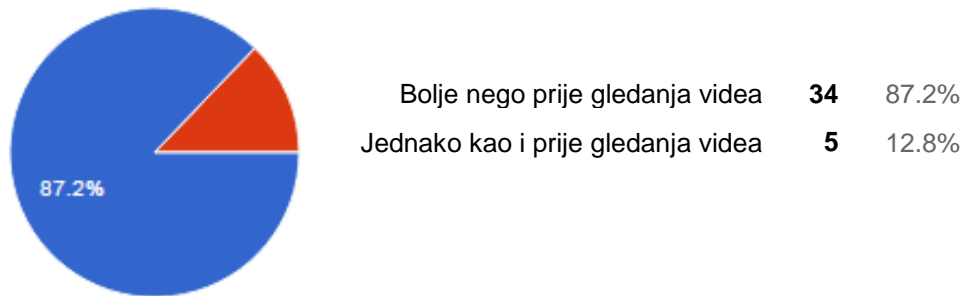 Bolje nego prije gledanja videa 34 87.2%
Jednako kao i prije gledanja videa 5 12.8%
87.2%